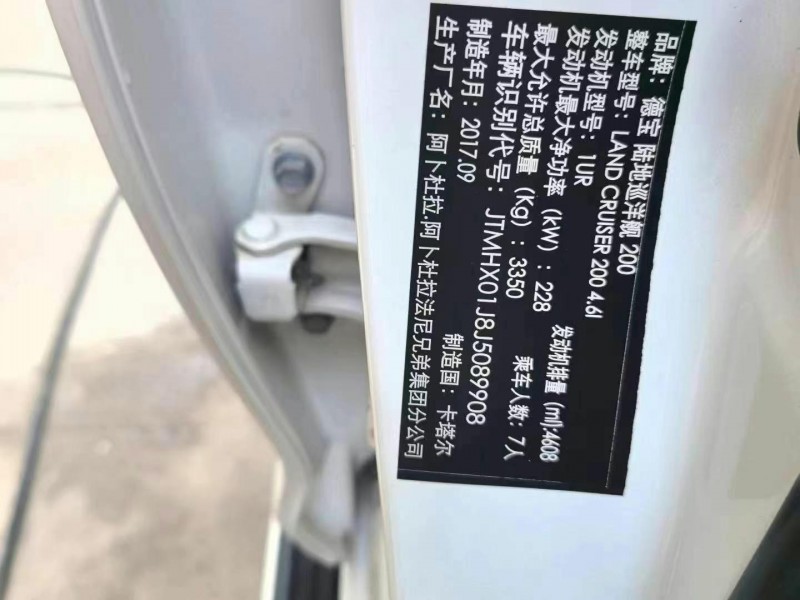 品牌：德宝 陆地巡洋舰 200
整车型号：LAND CRUISER 200 4.6l
发动机型号：1UR
发动机最大净功率（kW）：228 发动机排量（ml):4608
最大允许总质量（Kg）：3350 乘车人数：7人
车辆识别代号：JTMHX01J8J5089908
制造年月：2017.09 制造国：卡塔尔
生产厂名：阿卜杜拉.阿卜杜拉法尼兄弟集团分公司